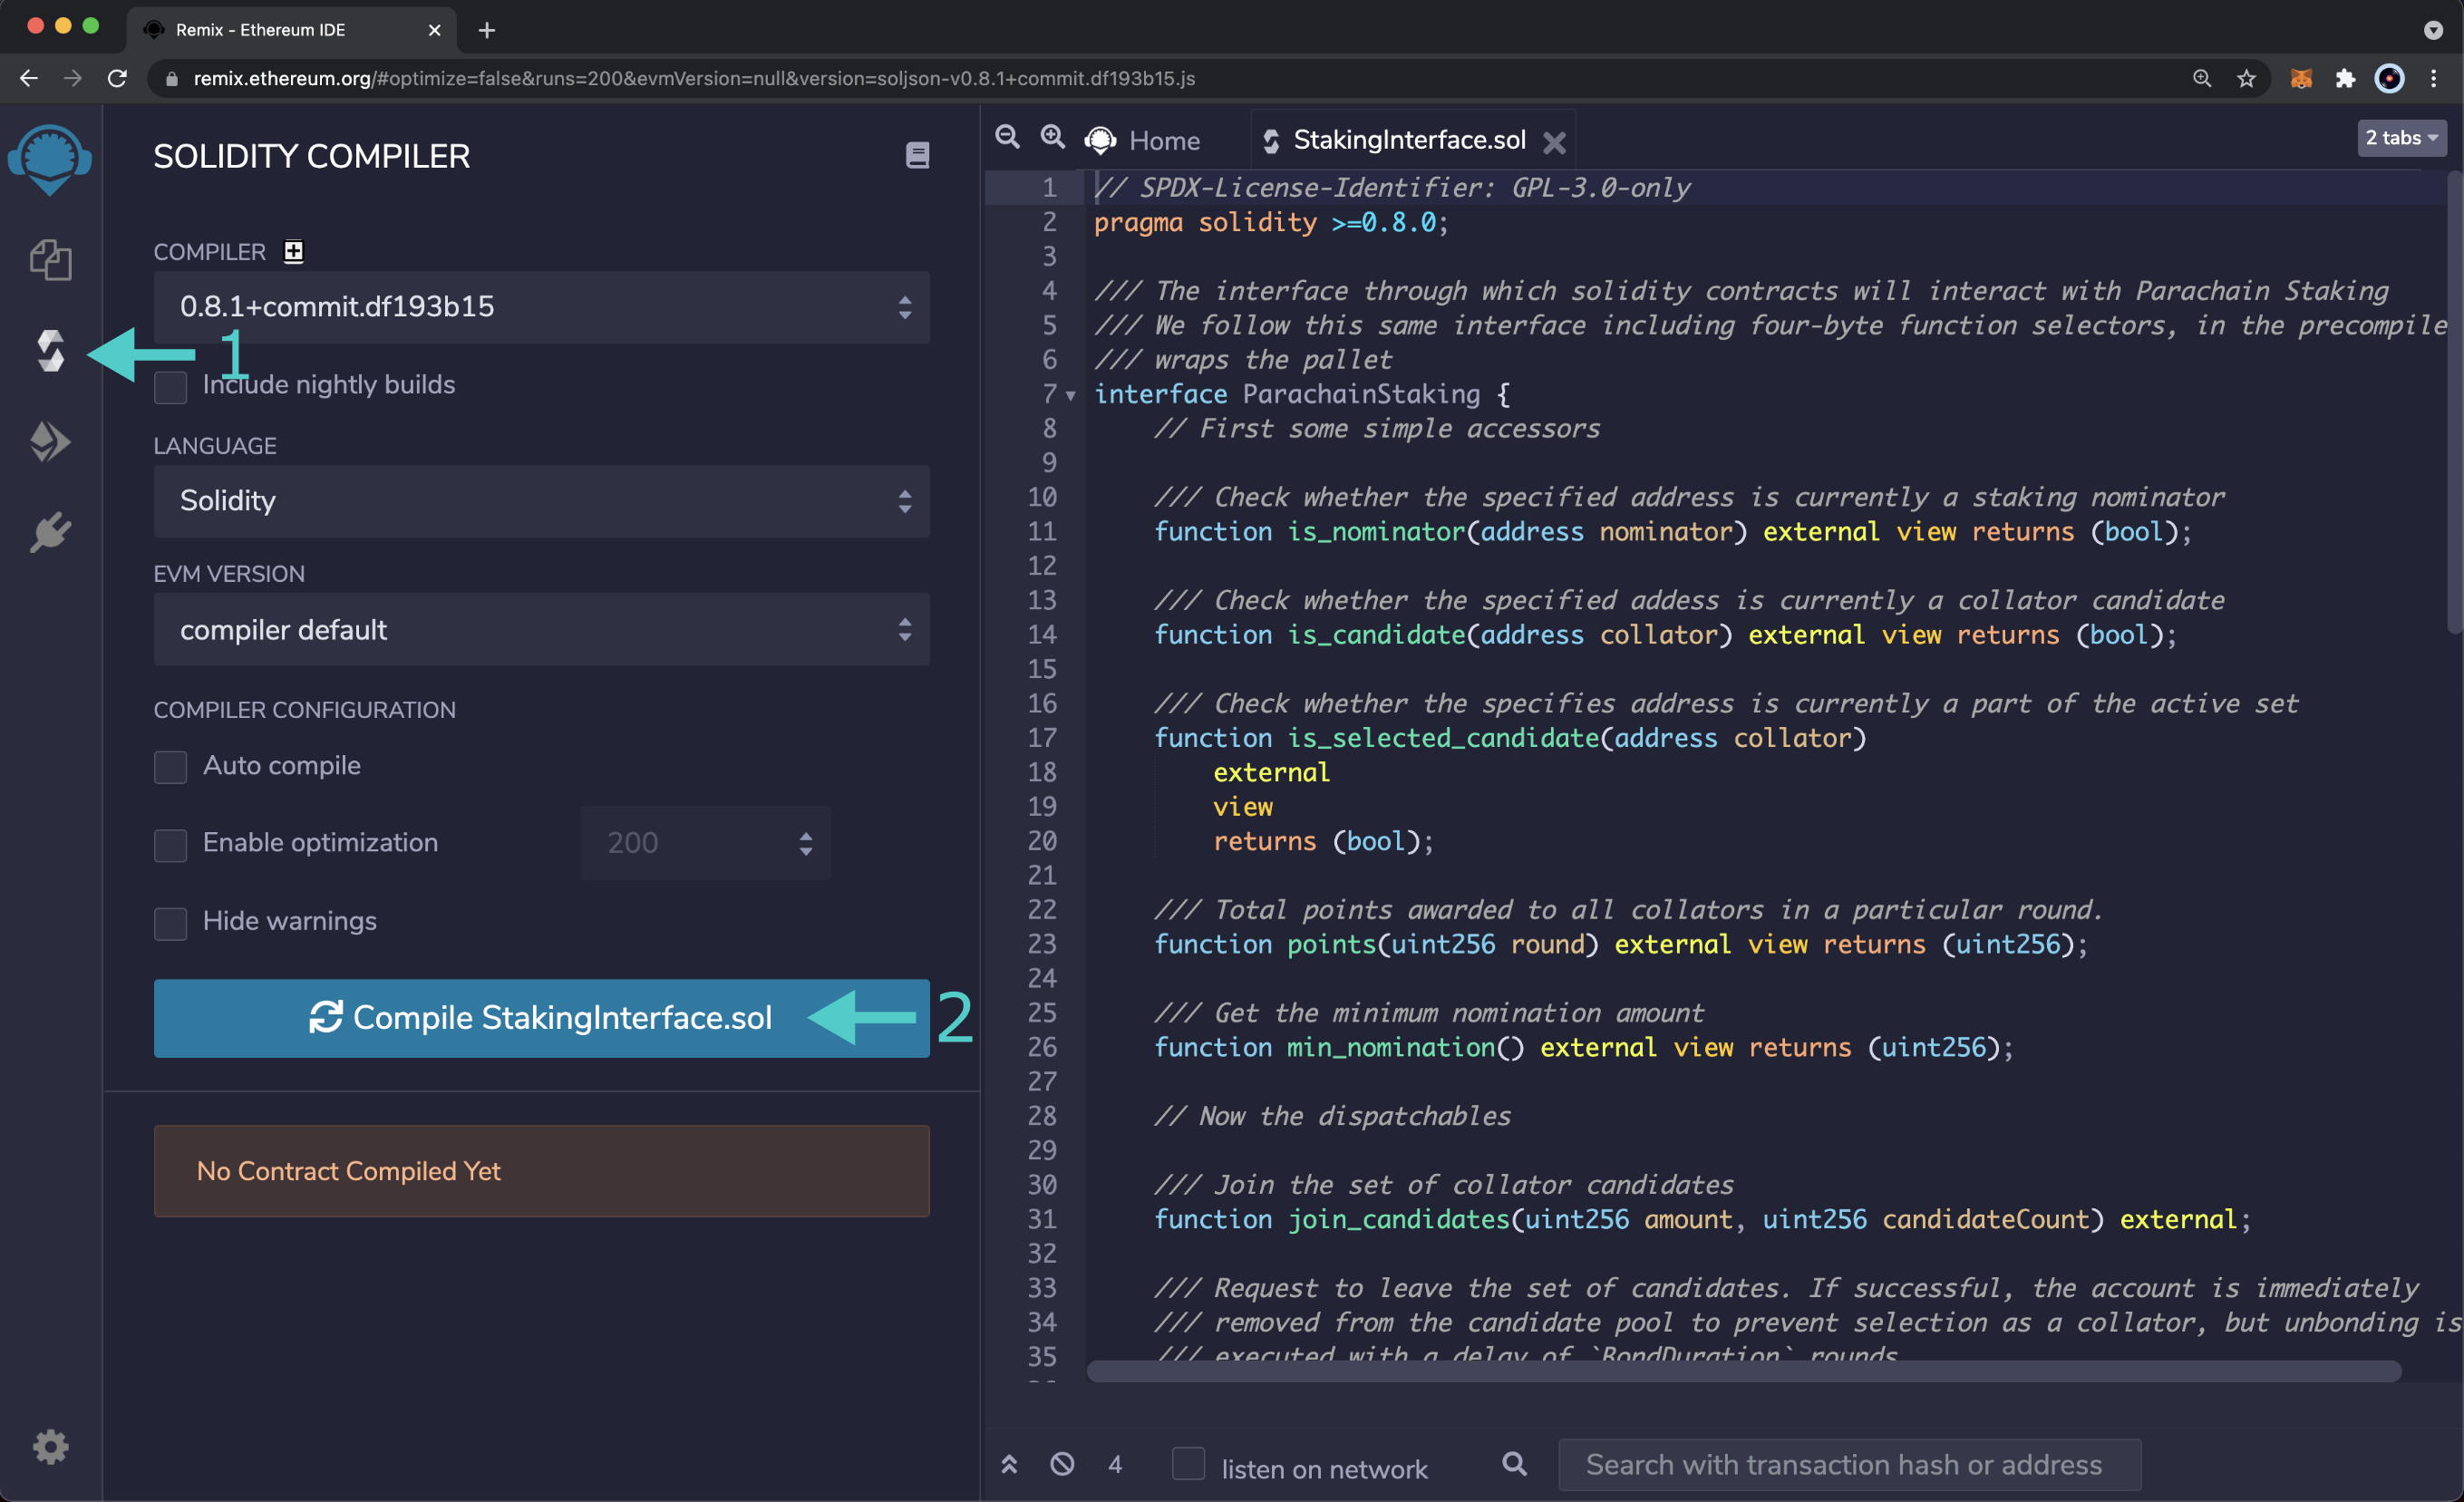 Remix - Ethereum IDE
remix.ethereum.org/#optimize=false&runs=200&evmVersion=null&version=soljson-v0.8.1+commit.df193b15.js
SOLIDITY COMPILER
COMPILER
0.8.1+commit.df193b15
1
Include nightly builds
LANGUAGE
Solidity
EVM VERSION
compiler default
COMPILER CONFIGURATION
Auto compile
Enable optimization 200
Hide warnings
Compile StakingInterface.sol 2
No Contract Compiled Yet
Home StakingInterface.sol 2 tabs
1 // SPDX-License-Identifier: GPL-3.0-only
2 pragma solidity >=0.8.0;
3
4 /// The interface through which solidity contracts will interact with Parachain Staking
5 /// We follow this same interface including four-byte function selectors, in the precompile
6 /// wraps the pallet
7 interface ParachainStaking {
8 // First some simple accessors
9
10 /// Check whether the specified address is currently a staking nominator
11 function is_nominator(address nominator) external view returns (bool);
12
13 /// Check whether the specified addess is currently a collator candidate
14 function is_candidate(address collator) external view returns (bool);
15
16 /// Check whether the specifies address is currently a part of the active set
17 function is_selected_candidate(address collator)
18 external
19 view
20 returns (bool);
21
22 /// Total points awarded to all collators in a particular round.
23 function points(uint256 round) external view returns (uint256);
24
25 /// Get the minimum nomination amount
26 function min_nomination() external view returns (uint256);
27
28 // Now the dispatchables
29
30 /// Join the set of collator candidates
31 function join_candidates(uint256 amount, uint256 candidateCount) external;
32
33 /// Request to leave the set of candidates. If successful, the account is immediately
34 /// removed from the candidate pool to prevent selection as a collator, but unbonding is
35 /// executed with a delay of `BondDuration` rounds
4 listen on network Search with transaction hash or address